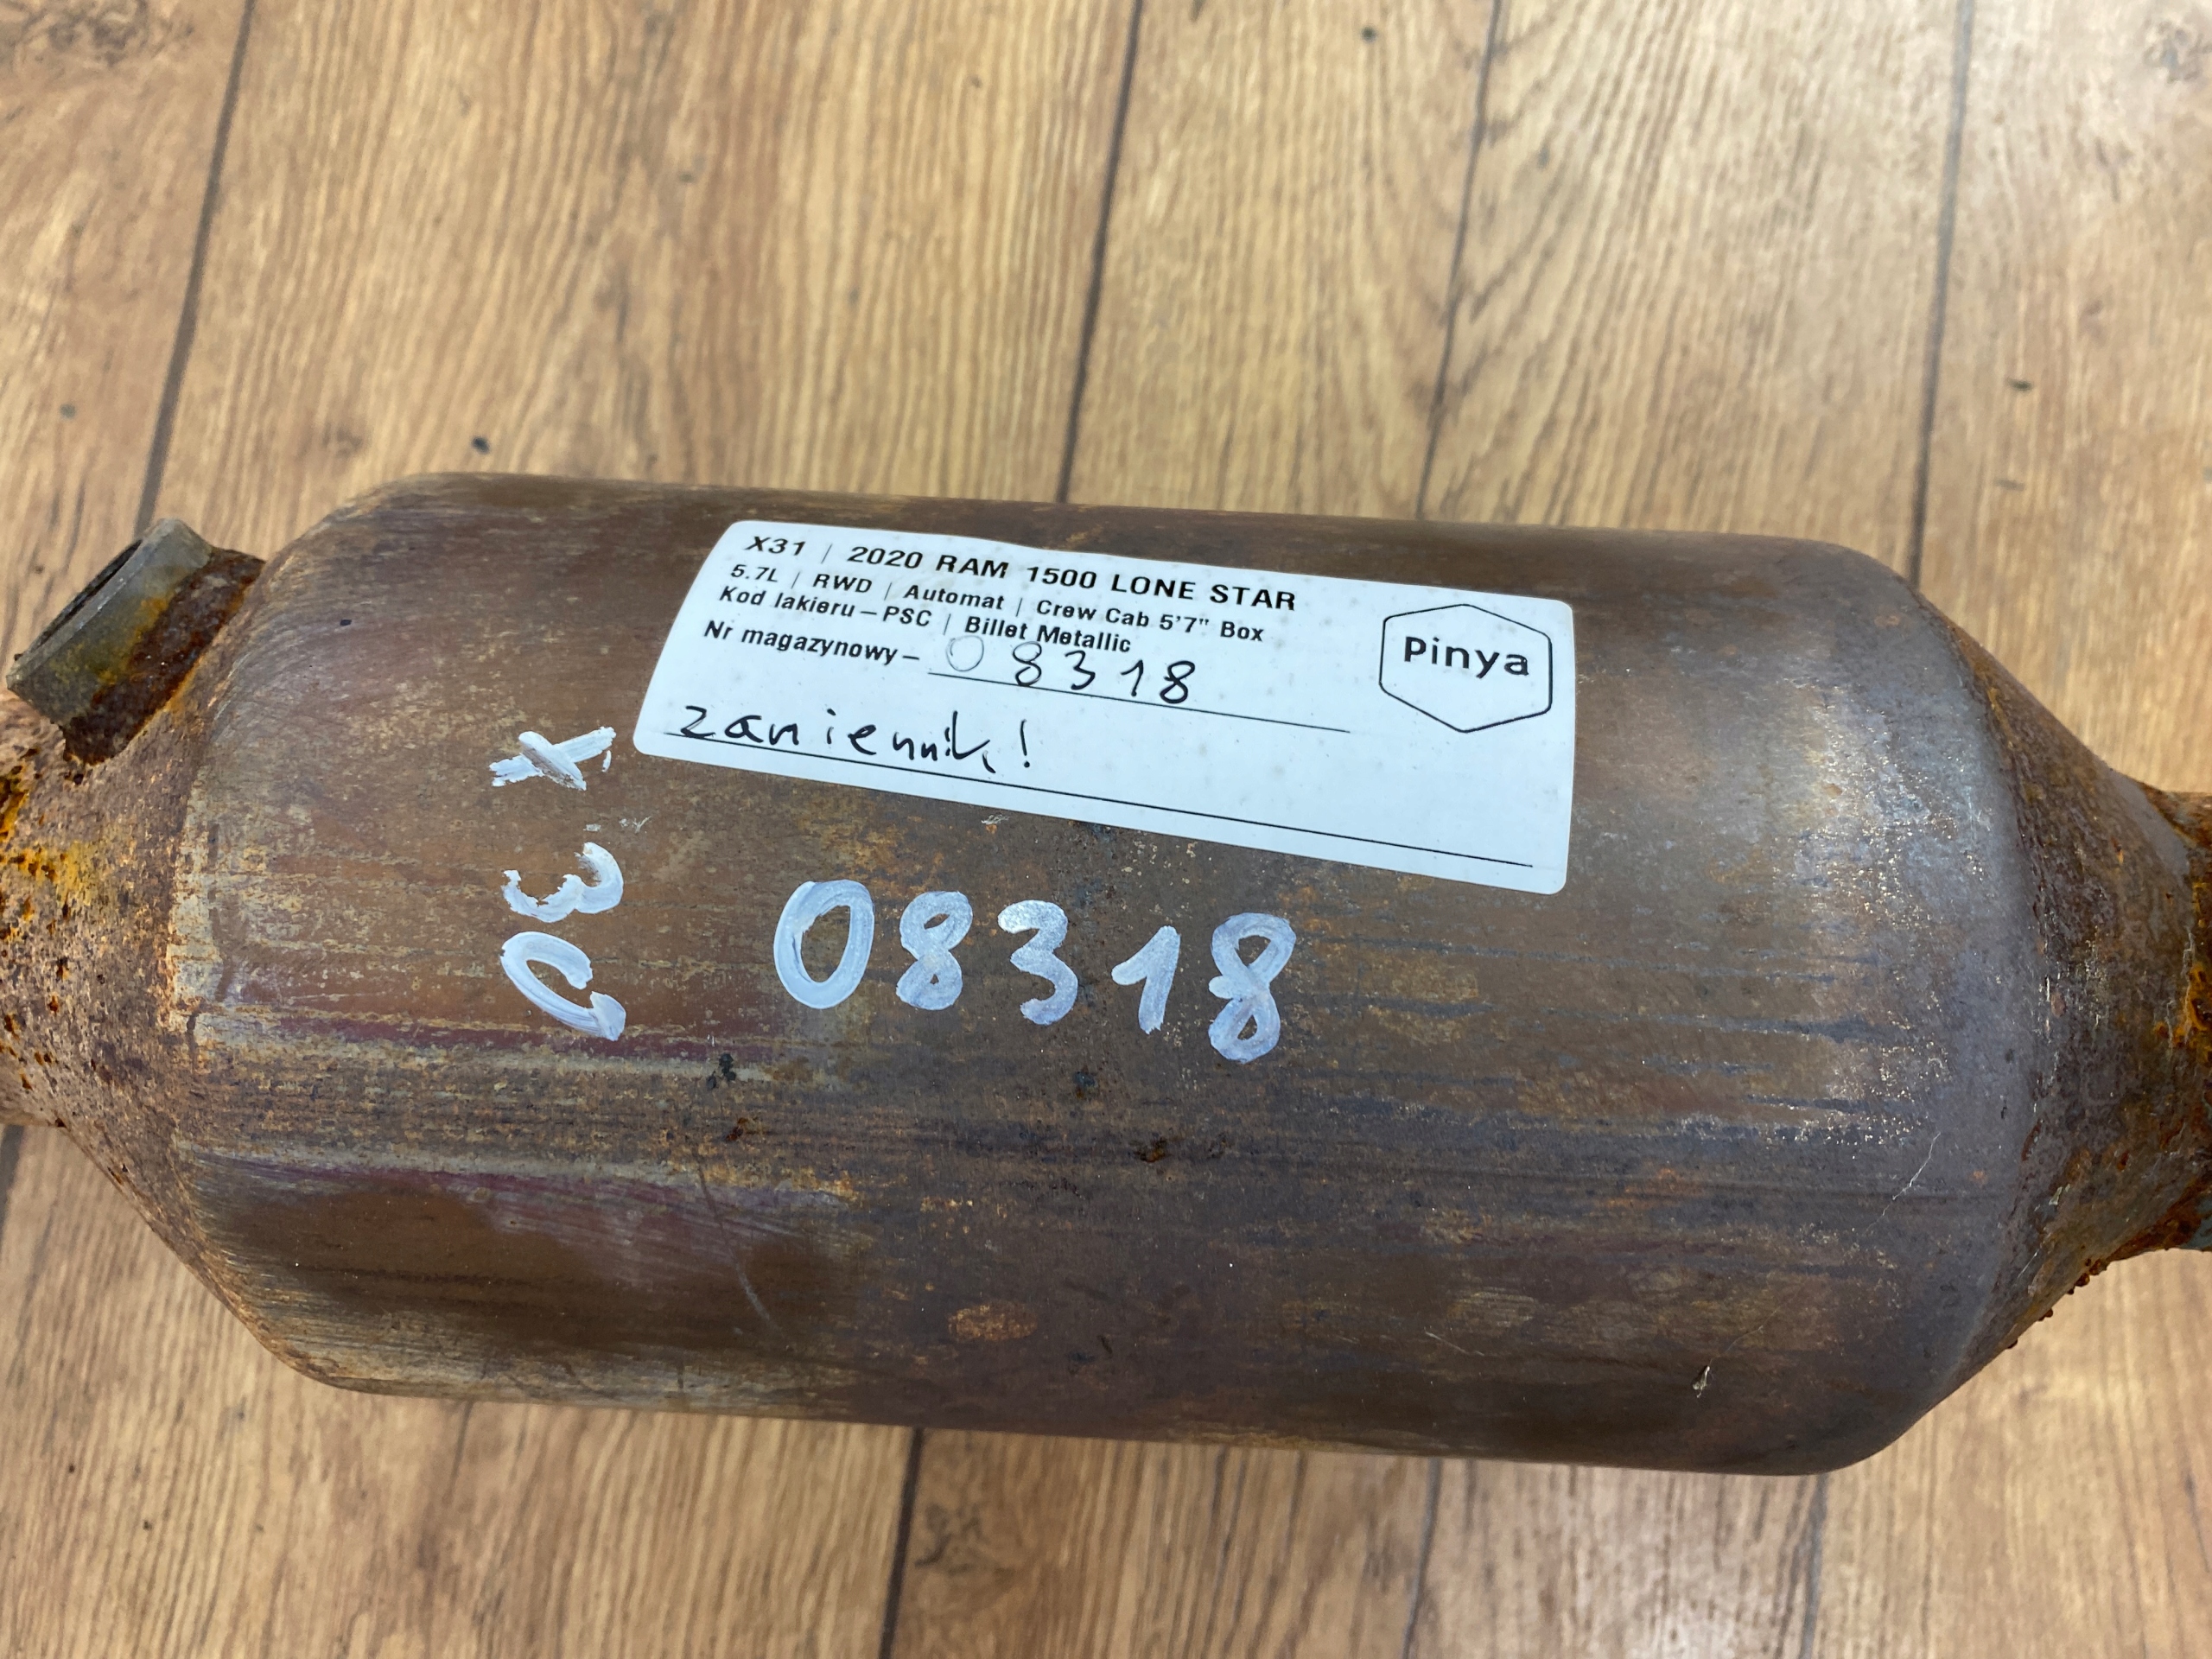 X31 | 2020 RAM 1500 LONE STAR
5.7L | RWD | Automat | Crew Cab 5'7" Box
Kod lakieru – PSC | Billet Metallic
Nr magazynowy – 08318
zamiennik!
Pinya
08318